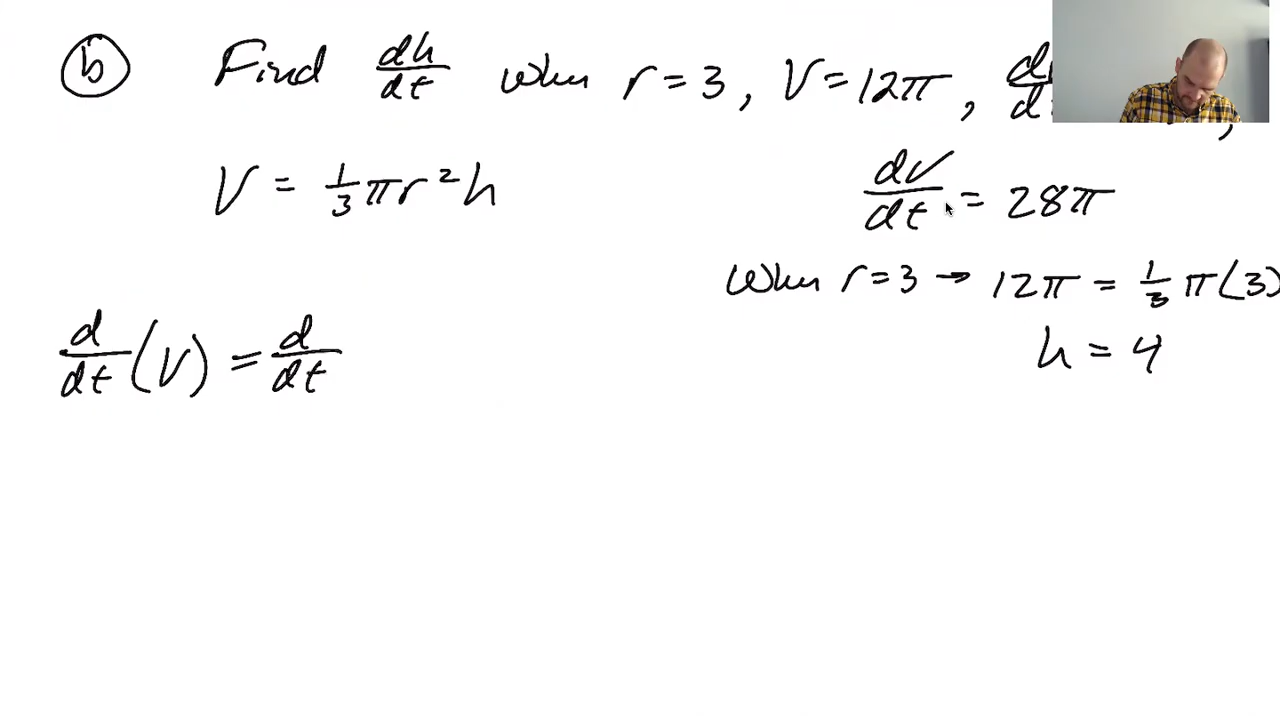 b Find dh/dt when r = 3, V = 12π,
dV/dt = 28π
V = 1/3 πr²h
When r = 3 → 12π = 1/3 π(3)
h = 4
d/dt (V) = d/dt